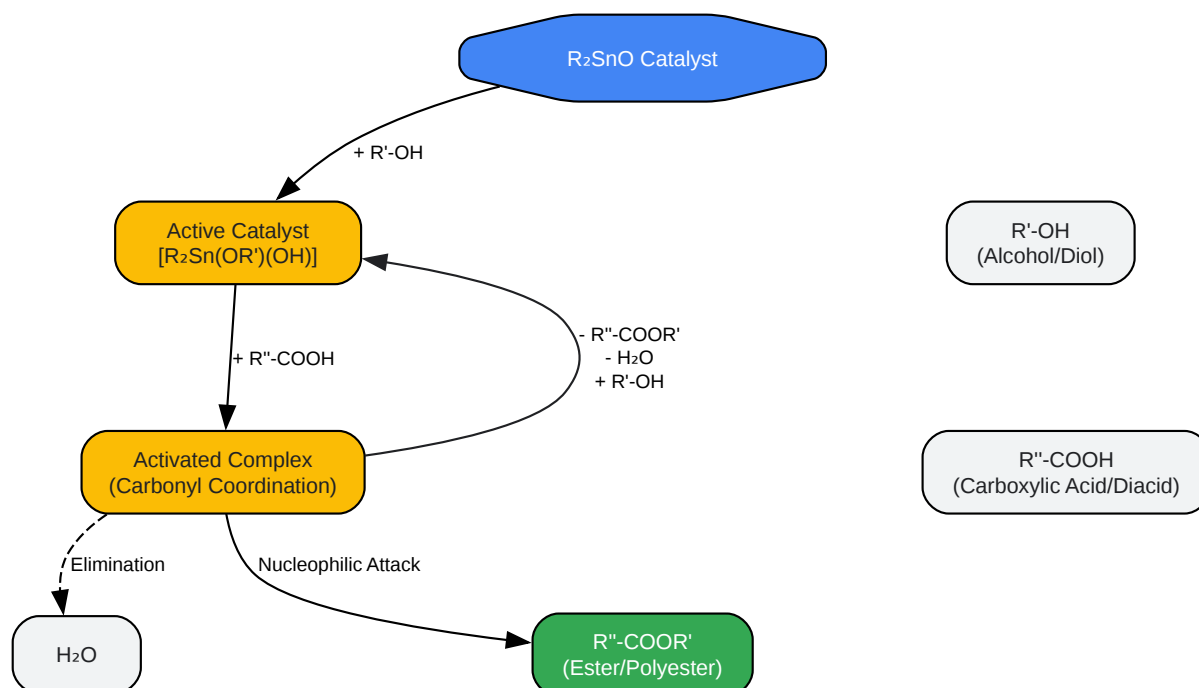 R₂SnO Catalyst
+ R'-OH
Active Catalyst
[R₂Sn(OR')(OH)]
R'-OH
(Alcohol/Diol)
- R''-COOR'
- H₂O
+ R'-OH
+ R''-COOH
Activated Complex
(Carbonyl Coordination)
R''-COOH
(Carboxylic Acid/Diacid)
Elimination
Nucleophilic Attack
H₂O
R''-COOR'
(Ester/Polyester)